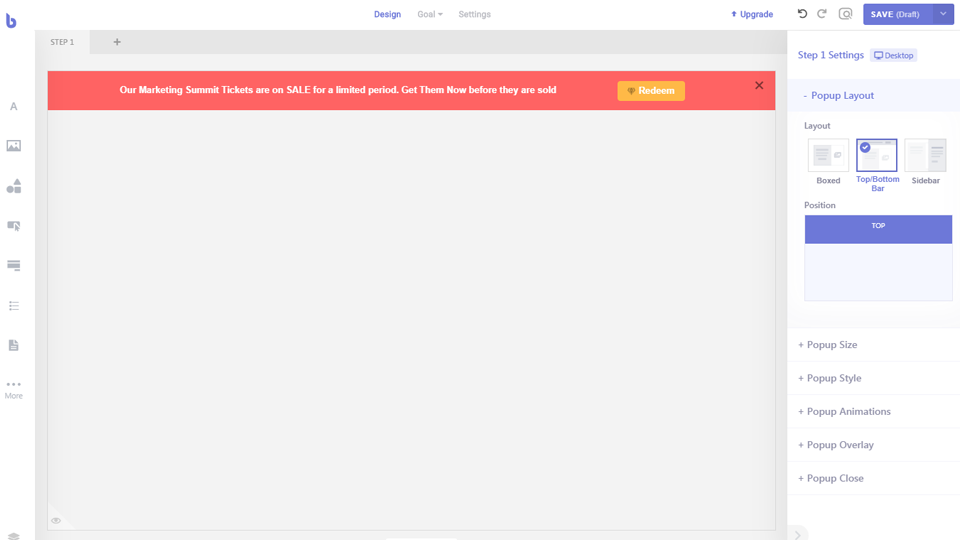 Design
Goal
Settings
Upgrade
SAVE (Draft)
STEP 1
+
Step 1 Settings
Desktop
A
Our Marketing Summit Tickets are on SALE for a limited period. Get Them Now before they are sold
Redeem
- Popup Layout
Layout
Boxed
Top/Bottom
Bar
Sidebar
Position
TOP
+ Popup Size
+ Popup Style
+ Popup Animations
+ Popup Overlay
+ Popup Close
More